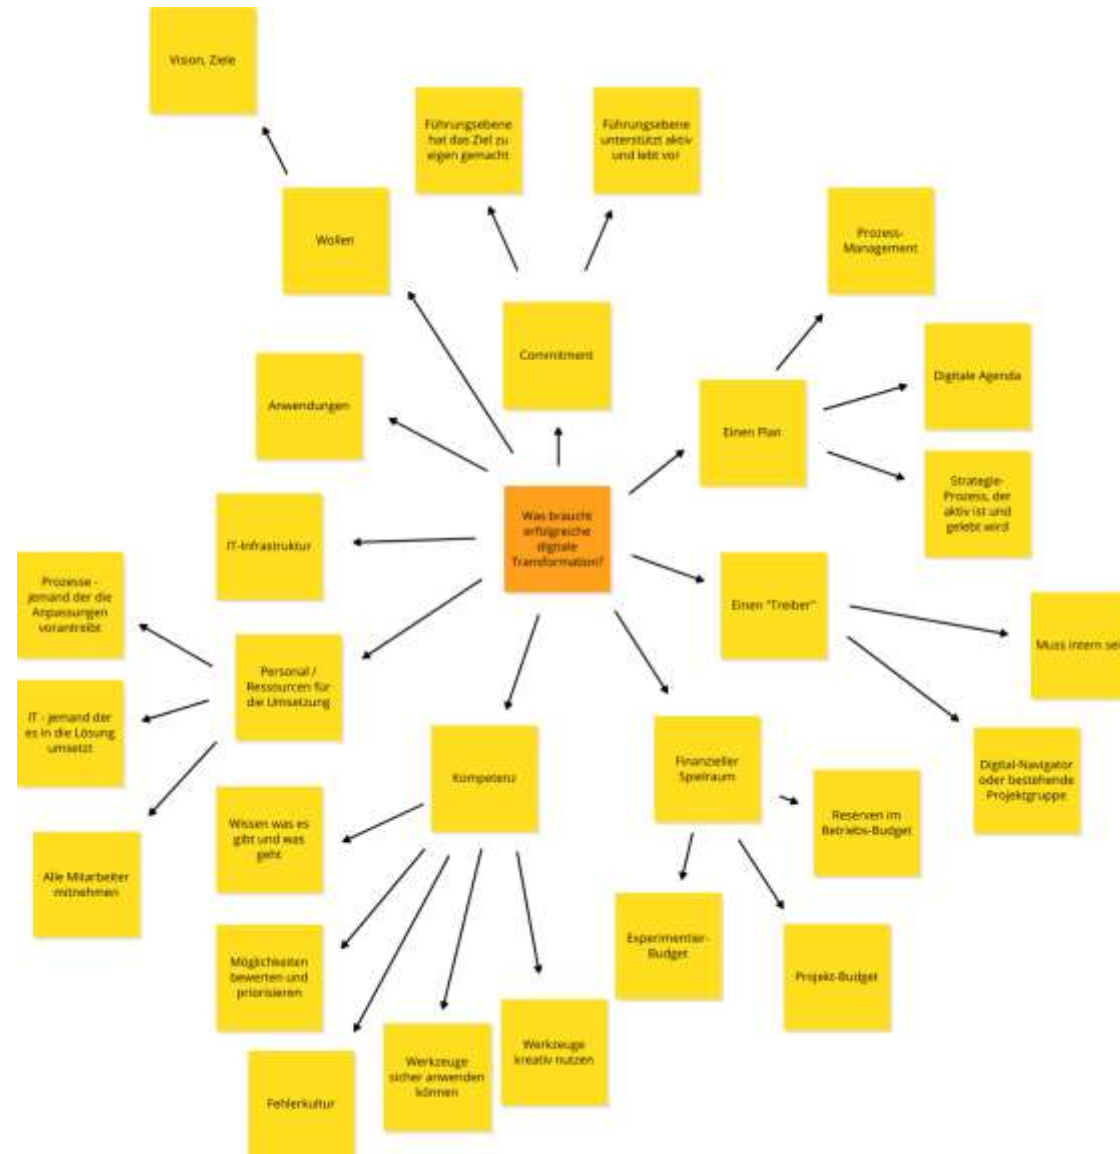 Vision, Ziele
Führungsebene
hat das Ziel zu
eigen gemacht
Führungsebene
unterstützt aktiv
und lebt vor
Wollen
Prozess-
Management
Commitment
Digitale Agenda
Anwendungen
Einen Plan
Strategie-
Prozess, der
aktiv ist und
gelebt wird
Was braucht
erfolgreiche
digitale
Transformation?
IT-Infrastruktur
Prozesse -
jemand der die
Anpassungen
vorantreibt
Einen "Treiber"
Muss intern sei
Personal /
Ressourcen für
die Umsetzung
IT - jemand der
es in die Lösung
umsetzt
Digital-Navigator
oder bestehende
Projektgruppe
Kompetenz
Finanzieller
Spielraum
Reserven im
Betriebs-Budget
Wissen was es
gibt und was
geht
Alle Mitarbeiter
mitnehmen
Experimentier-
Budget
Projekt-Budget
Möglichkeiten
bewerten und
priorisieren
Werkzeuge
kreativ nutzen
Werkzeuge
sicher anwenden
können
Fehlerkultur